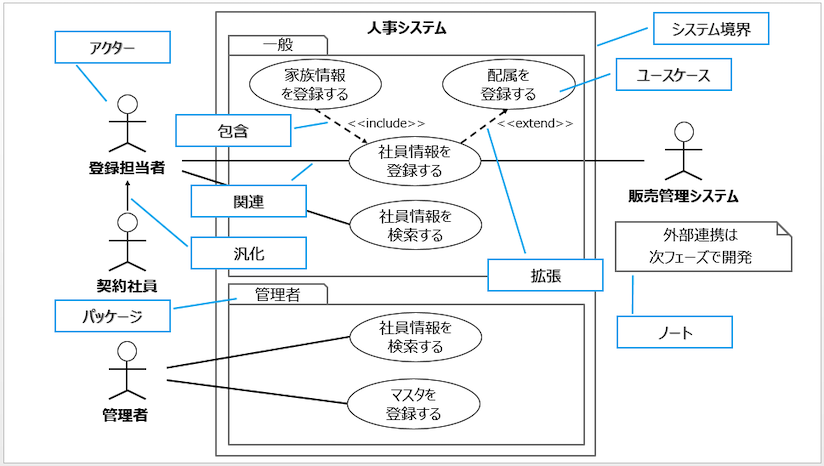 人事システム
システム境界
アクター
一般
家族情報
を登録する
配属を
登録する
ユースケース
<<include>>
<<extend>>
包含
社員情報を
登録する
登録担当者
販売管理システム
関連
社員情報を
検索する
外部連携は
次フェーズで開発
汎化
拡張
契約社員
管理者
パッケージ
ノート
社員情報を
検索する
マスタを
登録する
管理者